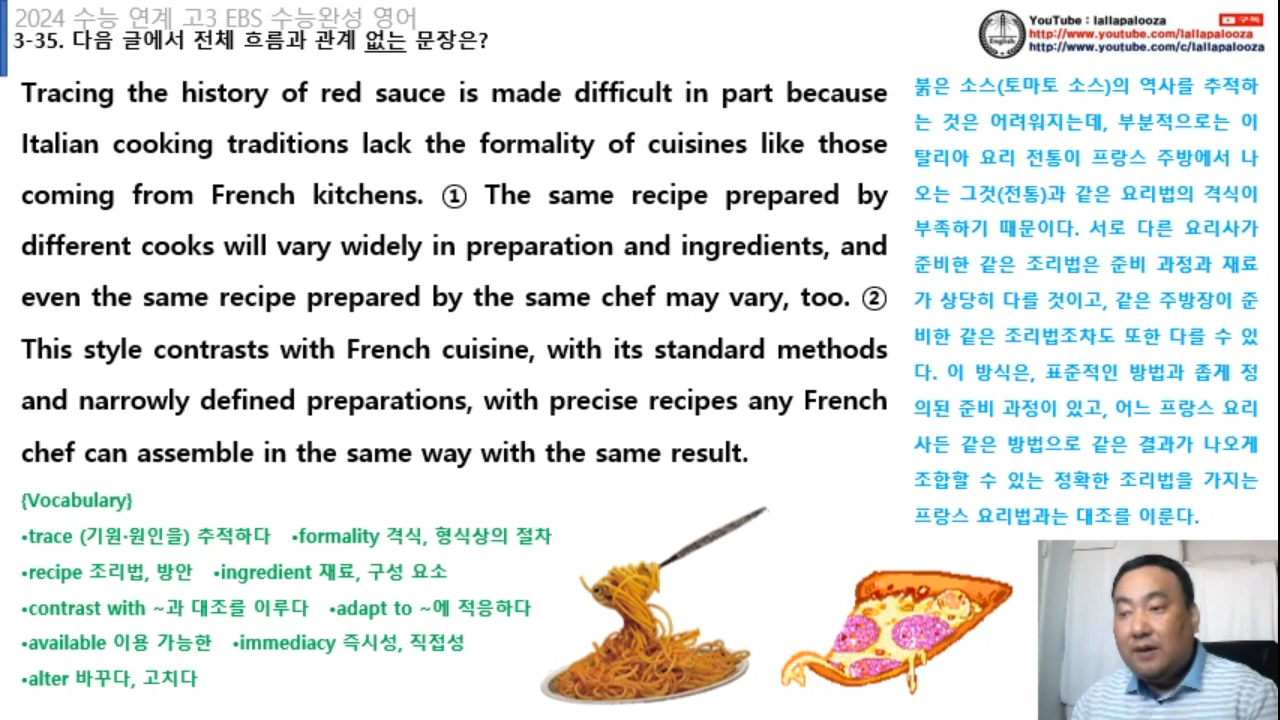 2024 수능 연계 고3 EBS 수능완성 영어
3-35. 다음 글에서 전체 흐름과 관계 없는 문장은?
YouTube : lallapalooza
구독
http://www.youtube.com/lallapalooza
http://www.youtube.com/c/lallapalooza
English
Tracing the history of red sauce is made difficult in part because
Italian cooking traditions lack the formality of cuisines like those
coming from French kitchens. ① The same recipe prepared by
different cooks will vary widely in preparation and ingredients, and
even the same recipe prepared by the same chef may vary, too. ②
This style contrasts with French cuisine, with its standard methods
and narrowly defined preparations, with precise recipes any French
chef can assemble in the same way with the same result.
붉은 소스(토마토 소스)의 역사를 추적하
는 것은 어려워지는데, 부분적으로는 이
탈리아 요리 전통이 프랑스 주방에서 나
오는 그것(전통)과 같은 요리법의 격식이
부족하기 때문이다. 서로 다른 요리사가
준비한 같은 조리법은 준비 과정과 재료
가 상당히 다를 것이고, 같은 주방장이 준
비한 같은 조리법조차도 또한 다를 수 있
다. 이 방식은, 표준적인 방법과 좁게 정
의된 준비 과정이 있고, 어느 프랑스 요리
사든 같은 방법으로 같은 결과가 나오게
조합할 수 있는 정확한 조리법을 가지는
프랑스 요리법과는 대조를 이룬다.
{Vocabulary}
•trace (기원·원인을) 추적하다 •formality 격식, 형식상의 절차
•recipe 조리법, 방안 •ingredient 재료, 구성 요소
•contrast with ~과 대조를 이루다 •adapt to ~에 적응하다
•available 이용 가능한 •immediacy 즉시성, 직접성
•alter 바꾸다, 고치다